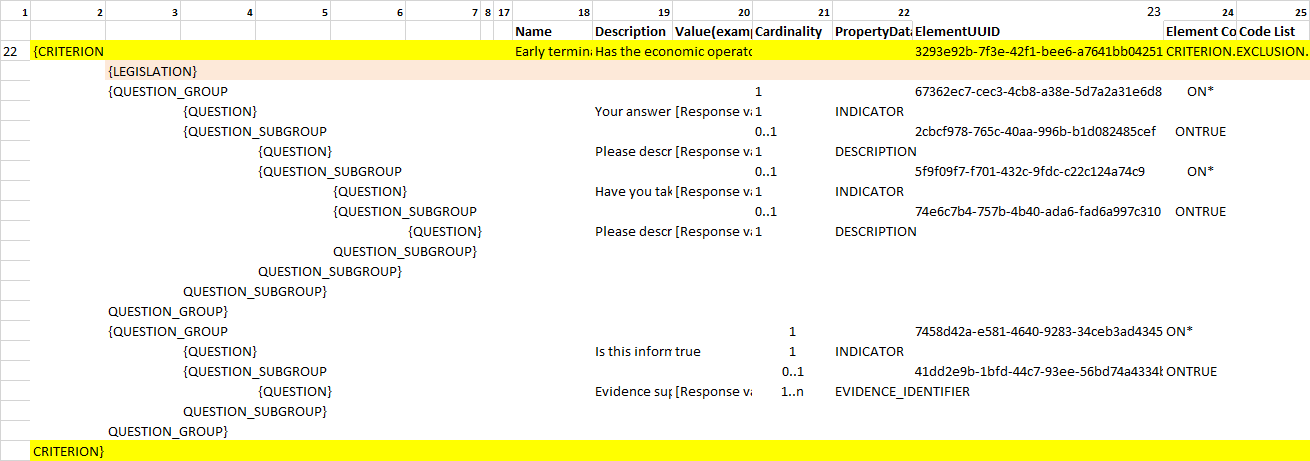 1 2 3 4 5 6 7 8 17 18 19 20 21 22 23 24 25
Name Description Value(examp Cardinality PropertyData ElementUUID Element Co Code List
22 {CRITERION Early termina Has the economic operato 3293e92b-7f3e-42f1-bee6-a7641bb04251 CRITERION.EXCLUSION.
{LEGISLATION}
{QUESTION_GROUP 1 67362ec7-cec3-4cb8-a38e-5d7a2a31e6d8 ON*
{QUESTION} Your answer [Response va 1 INDICATOR
{QUESTION_SUBGROUP 0..1 2cbcf978-765c-40aa-996b-b1d082485cef ONTRUE
{QUESTION} Please descr [Response va 1 DESCRIPTION
{QUESTION_SUBGROUP 0..1 5f9f09f7-f701-432c-9fdc-c22c124a74c9 ON*
{QUESTION} Have you tak [Response va 1 INDICATOR
{QUESTION_SUBGROUP 0..1 74e6c7b4-757b-4b40-ada6-fad6a997c310 ONTRUE
{QUESTION} Please descr [Response va 1 DESCRIPTION
QUESTION_SUBGROUP}
QUESTION_SUBGROUP}
QUESTION_SUBGROUP}
QUESTION_GROUP}
{QUESTION_GROUP 1 7458d42a-e581-4640-9283-34ceb3ad4345 ON*
{QUESTION} Is this inform true 1 INDICATOR
{QUESTION_SUBGROUP 0..1 41dd2e9b-1bfd-44c7-93ee-56bd74a4334b ONTRUE
{QUESTION} Evidence sup [Response va 1..n EVIDENCE_IDENTIFIER
QUESTION_SUBGROUP}
QUESTION_GROUP}
CRITERION}